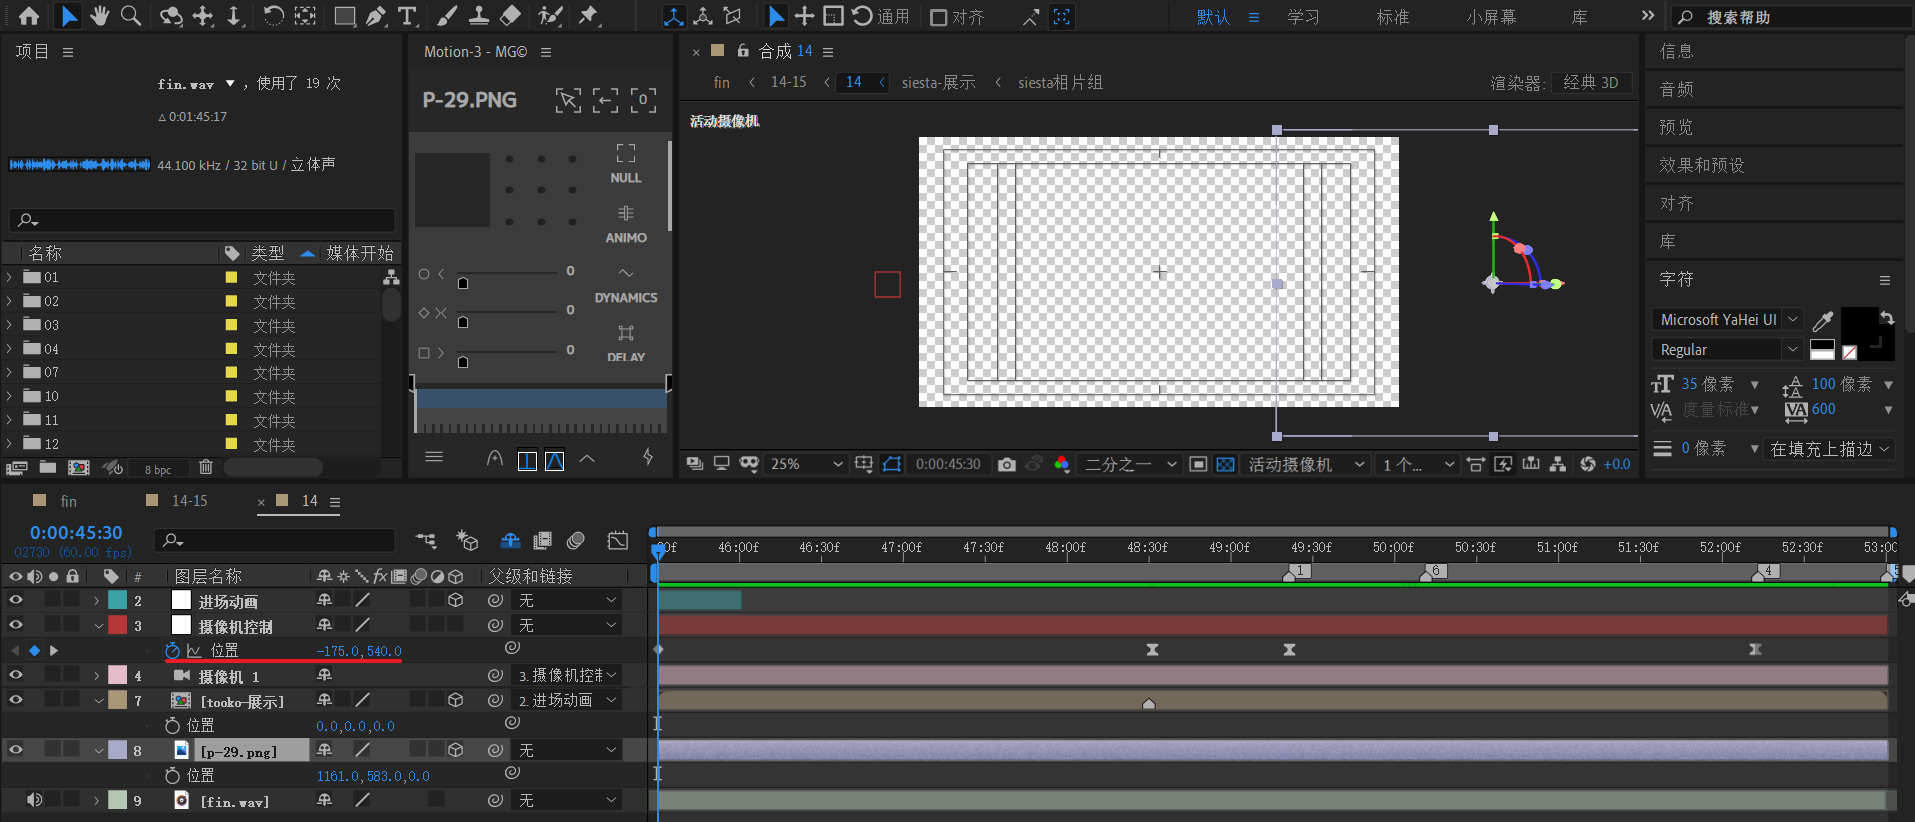 通用
对齐
默认
学习
标准
小屏幕
库
搜索帮助
项目
fin.wav ▼ , 使用了 19 次
△ 0:01:45:17
44.100 kHz / 32 bit U / 立体声
名称 类型 媒体开始
01 文件夹
02 文件夹
03 文件夹
04 文件夹
07 文件夹
10 文件夹
11 文件夹
12 文件夹
8 bpc
Motion-3 - MG©
P-29.PNG
0
NULL
ANIMO
DYNAMICS
DELAY
0
0
0
× 合成 14
fin < 14-15 < 14 < siesta-展示 < siesta相片组
渲染器: 经典 3D
活动摄像机
25%
0:00:45:30
二分之一
活动摄像机
1 个...
+0.0
信息
音频
预览
效果和预设
对齐
库
字符
Microsoft YaHei UI
Regular
35 像素
100 像素
度量标准
600
0 像素
在填充上描边
fin
14-15
× 14
0:00:45:30
02730 (60.00 fps)
00f 46:00f 46:30f 47:00f 47:30f 48:00f 48:30f 49:00f 49:30f 50:00f 50:30f 51:00f 51:30f 52:00f 52:30f 53:00
1 6 4
# 图层名称 fx 父级和链接
2 进场动画 无
3 摄像机控制 无
位置 -175.0,540.0
4 摄像机 1 3. 摄像机控制
7 [tooko-展示] 2. 进场动画
位置 0.0,0.0,0.0
8 [p-29.png] 无
位置 1161.0,583.0,0.0
9 [fin.wav] 无